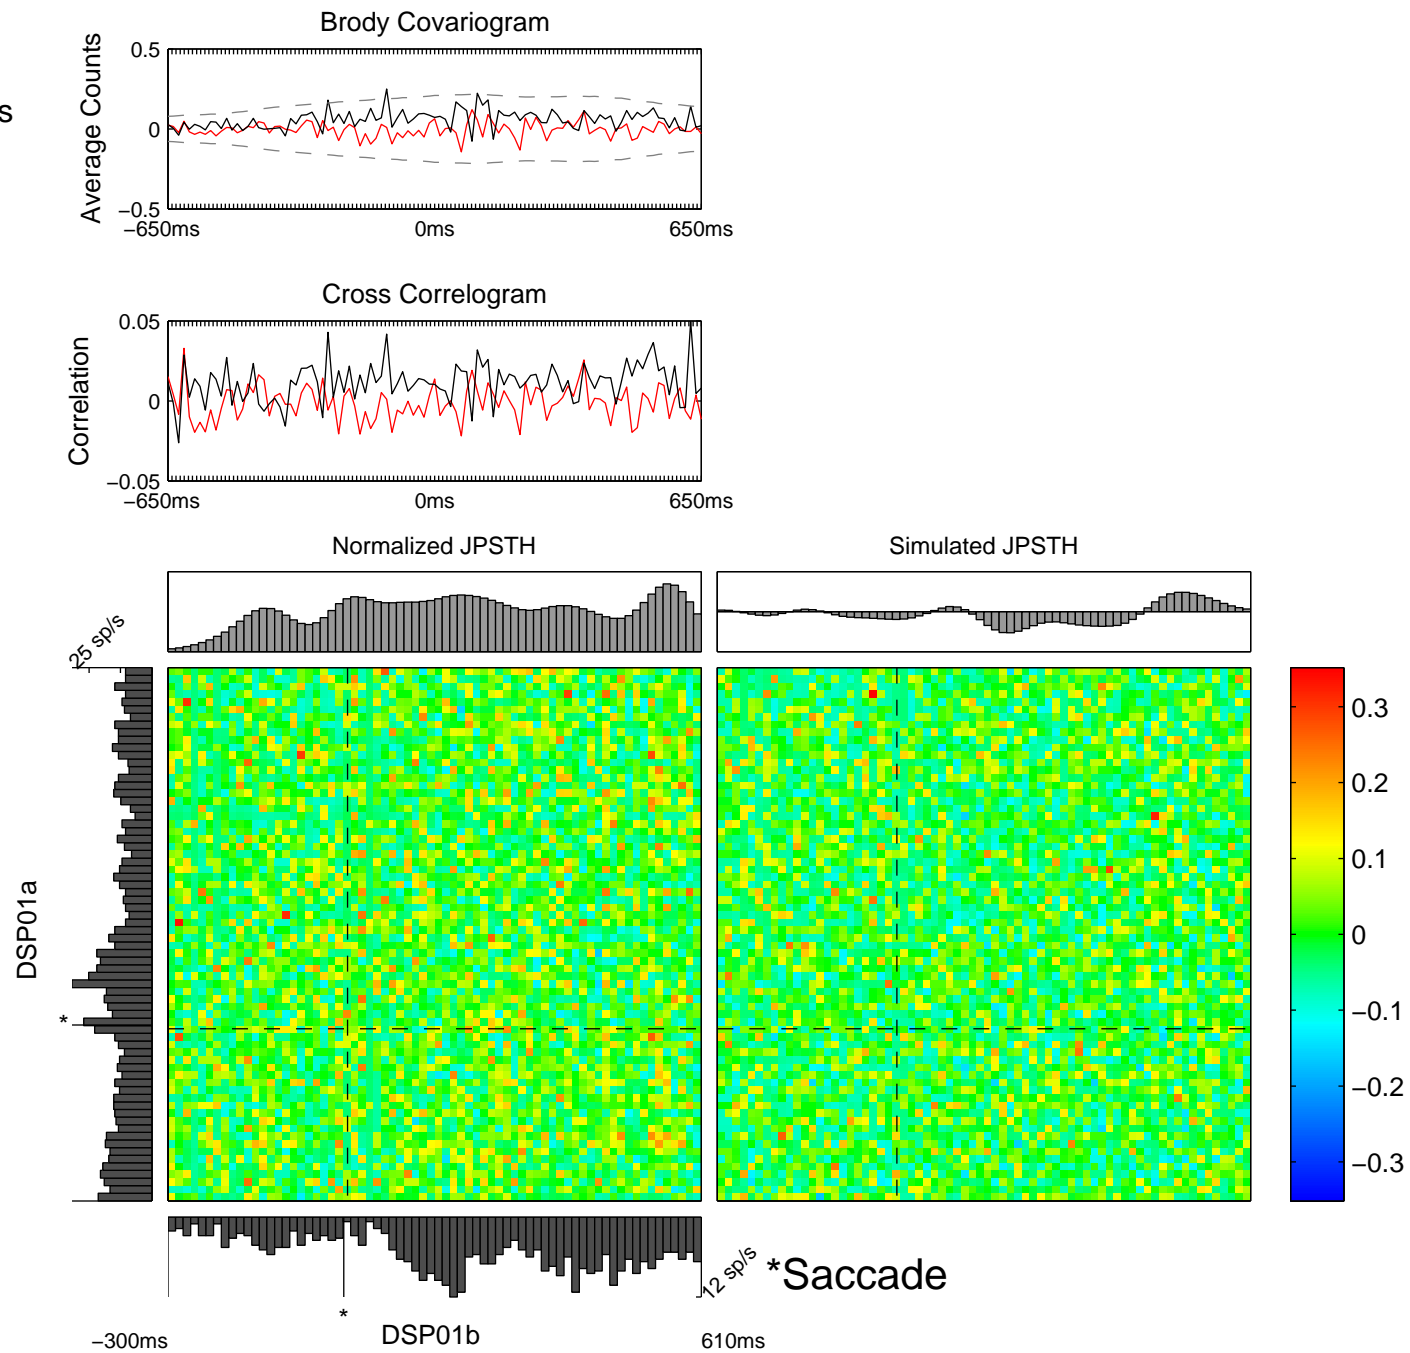 Brody Covariogram
s
Average Counts
0.5
0
−0.5
−650ms 0ms 650ms
Cross Correlogram
Correlation
0.05
0
−0.05
−650ms 0ms 650ms
Normalized JPSTH Simulated JPSTH
25 sp/s
DSP01a
*
0.3
0.2
0.1
0
−0.1
−0.2
−0.3
12 sp/s
*Saccade
*
−300ms DSP01b 610ms